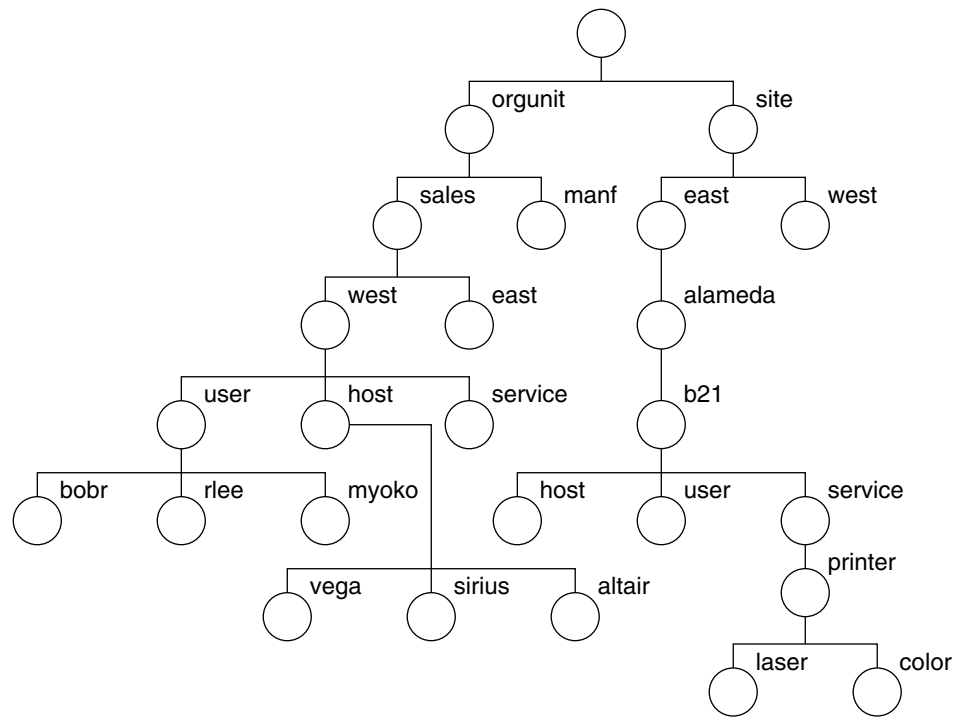 orgunit
site
sales
manf
east
west
west
east
alameda
user
host
service
b21
bobr
rlee
myoko
host
user
service
vega
sirius
altair
printer
laser
color